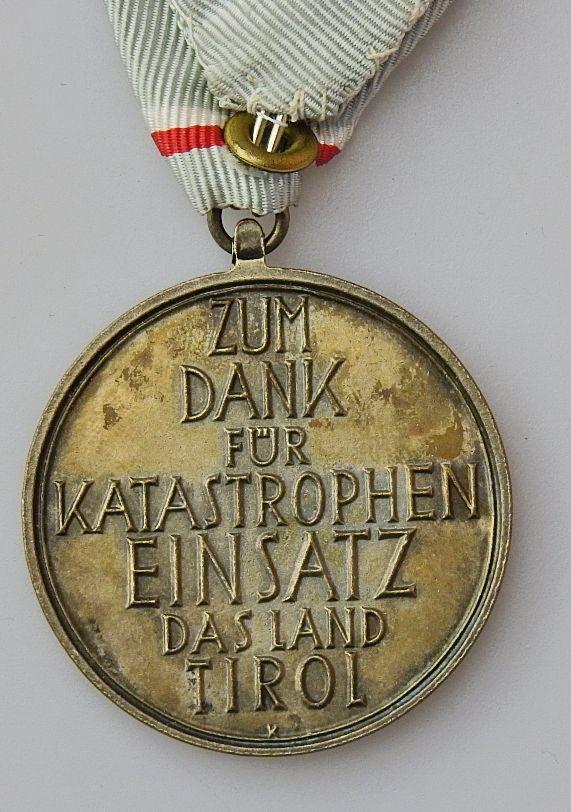 ZUM
DANK
FÜR
KATASTROPHEN
EINSATZ
DAS LAND
TIROL
K